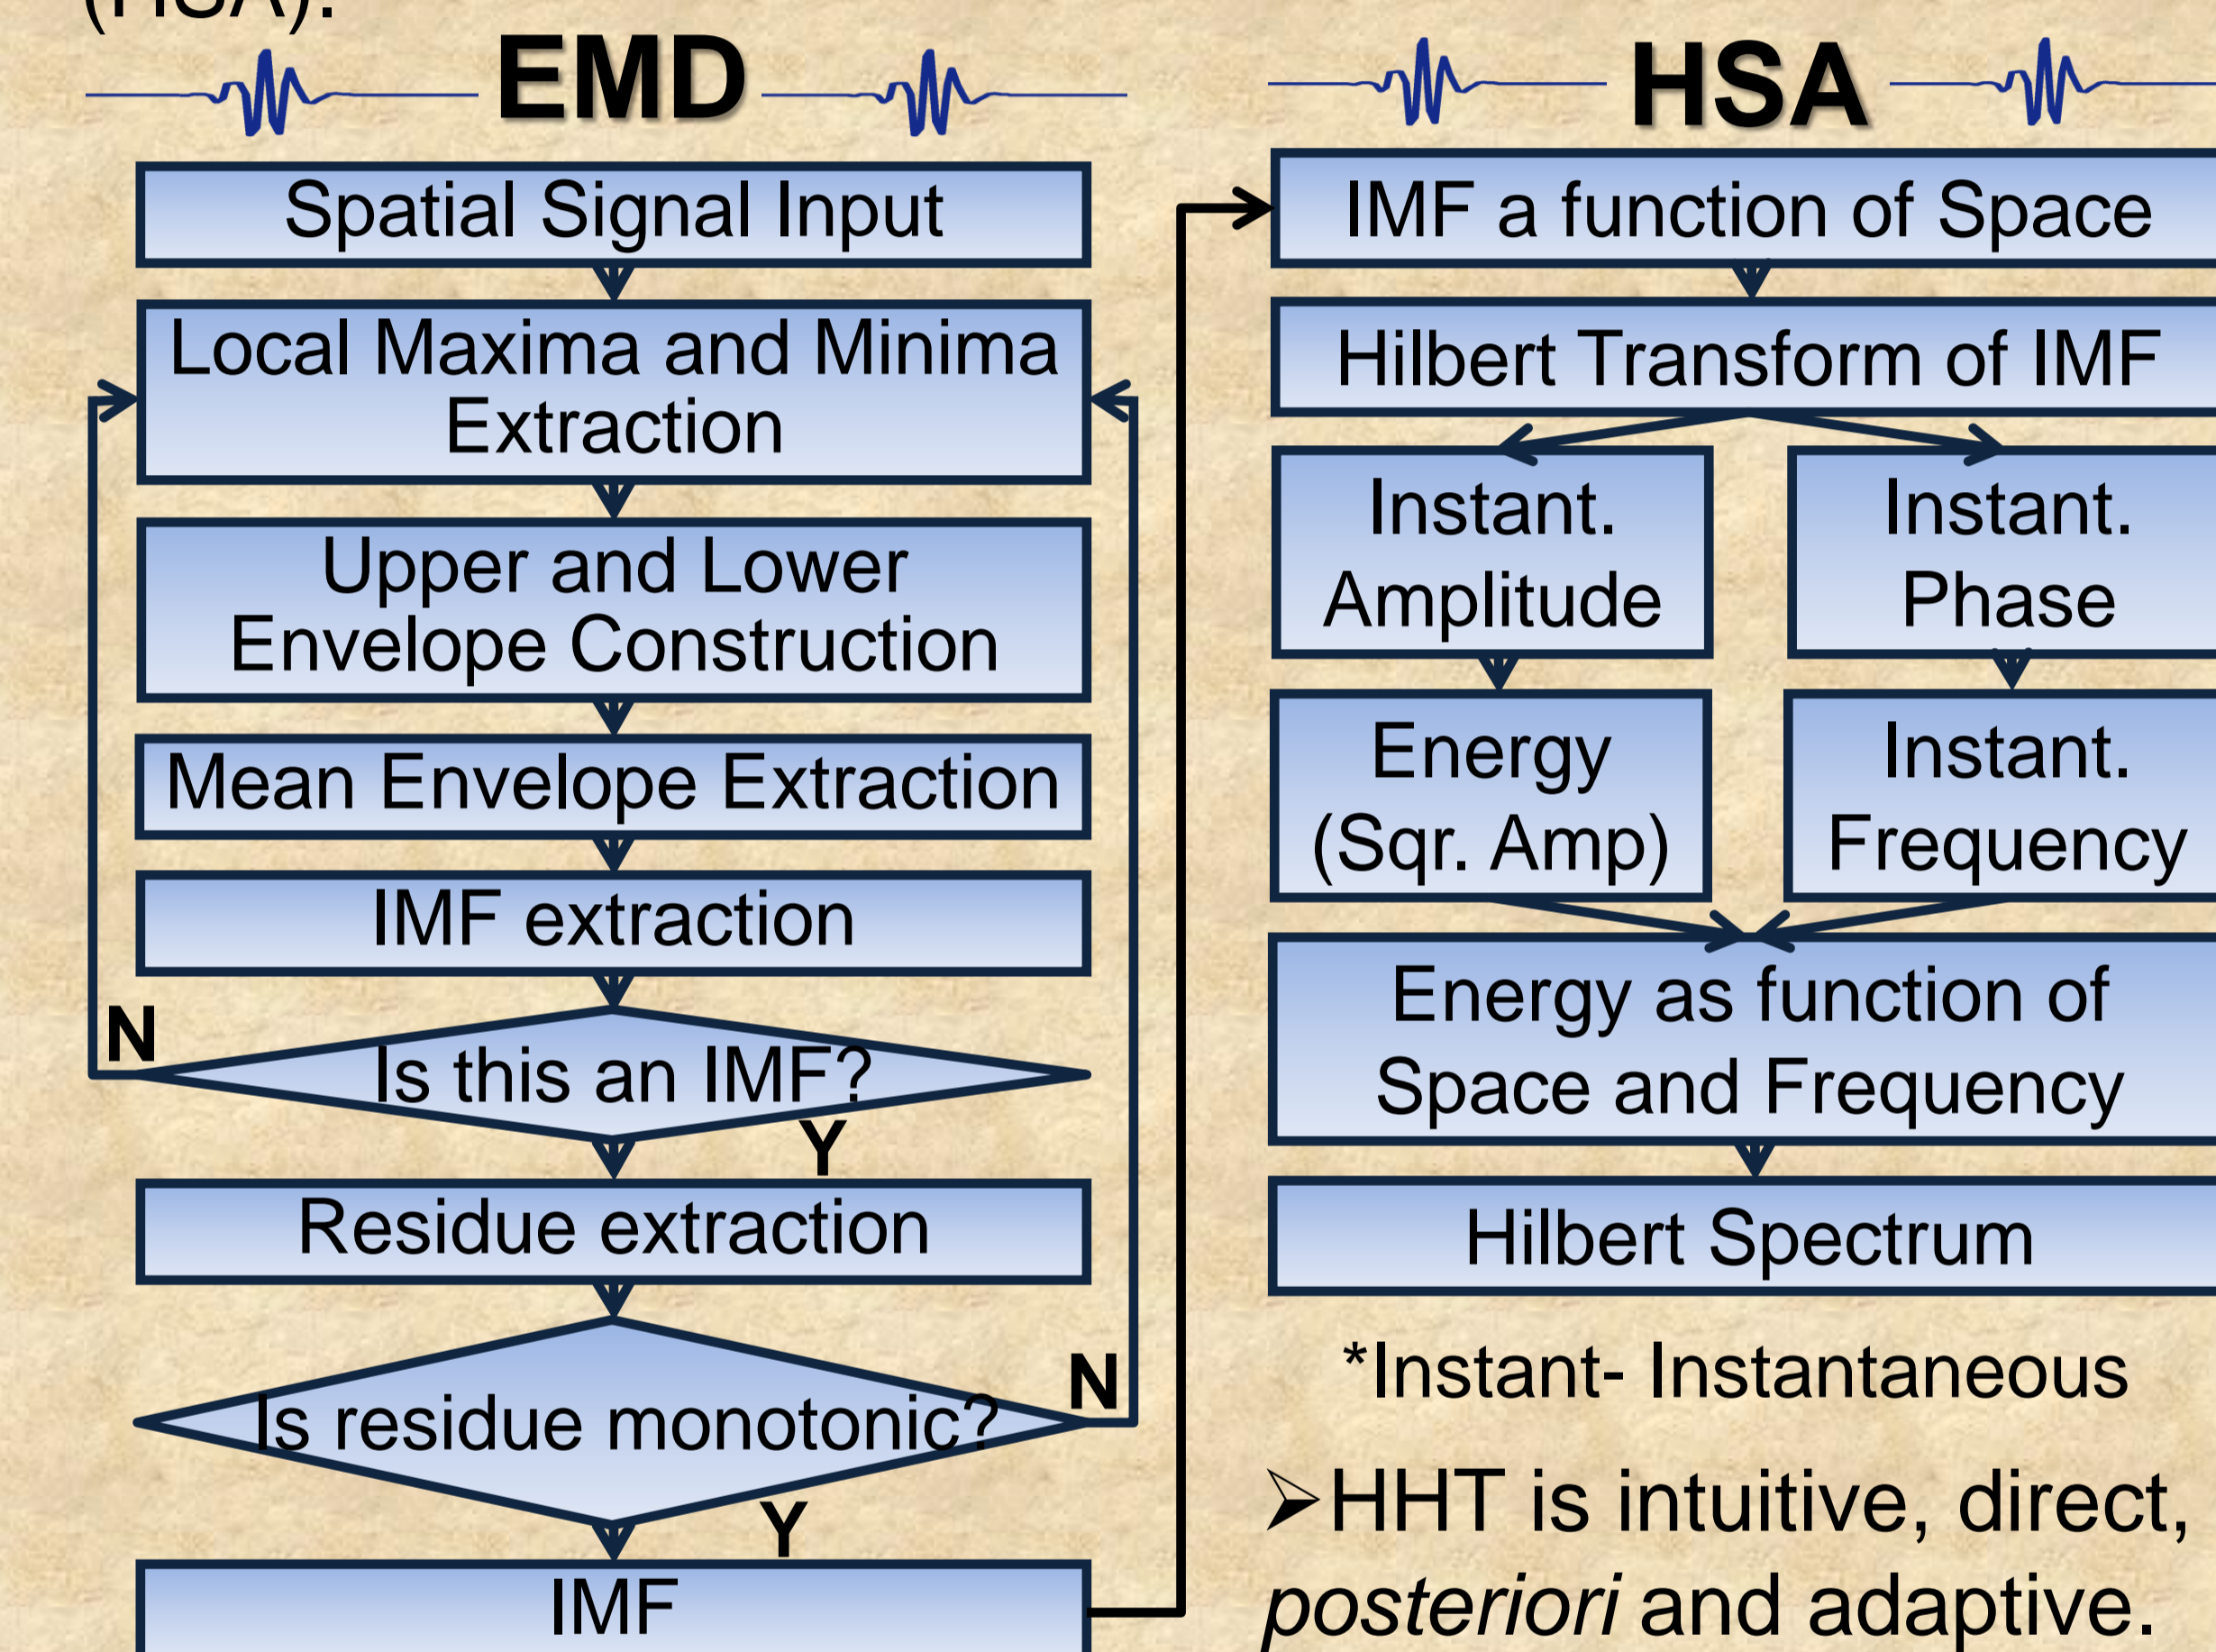 (HSA):
EMD
Spatial Signal Input
Local Maxima and Minima
Extraction
Upper and Lower
Envelope Construction
Mean Envelope Extraction
IMF extraction
N
Is this an IMF?
Y
Residue extraction
N
Is residue monotonic?
Y
IMF
HSA
IMF a function of Space
Hilbert Transform of IMF
Instant.
Amplitude
Instant.
Phase
Energy
(Sqr. Amp)
Instant.
Frequency
Energy as function of
Space and Frequency
Hilbert Spectrum
*Instant- Instantaneous
➢HHT is intuitive, direct,
posteriori and adaptive.